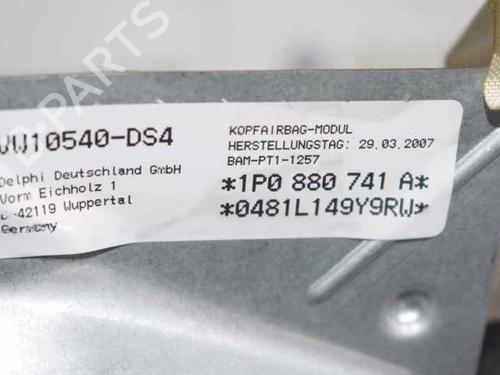 VW10540-DS4
Delphi Deutschland GmbH
Vorm Eichholz 1
D-42119 Wuppertal
Germany
KOPFAIRBAG-MODUL
HERSTELLUNGSTAG: 29.03.2007
BAM-PT1-1257
*1P0 880 741 A*
*0481L149Y9RW*
B-PARTS